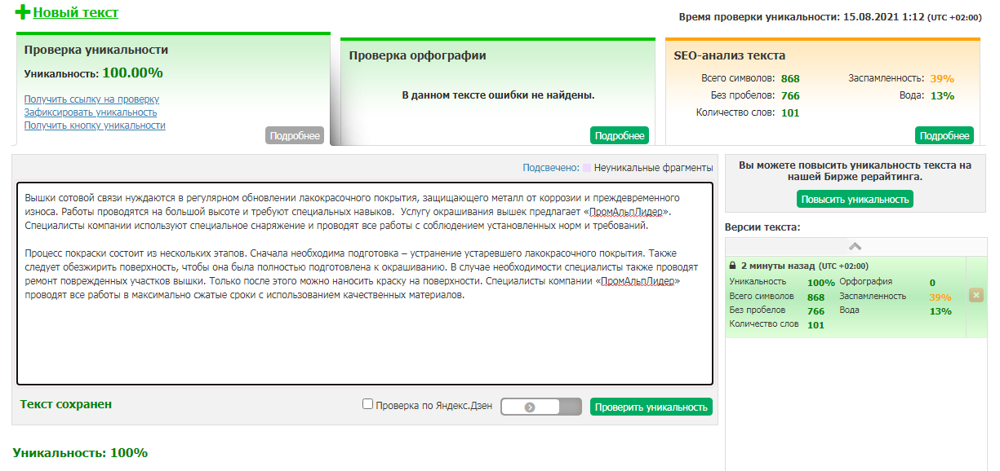 Новый текст
Время проверки уникальности: 15.08.2021 1:12 (UTC +02:00)
Проверка уникальности
Уникальность: 100.00%
Получить ссылку на проверку
Зафиксировать уникальность
Получить кнопку уникальности
Подробнее
Проверка орфографии
В данном тексте ошибки не найдены.
Подробнее
SEO-анализ текста
Всего символов: 868 Заспамленность: 39%
Без пробелов: 766 Вода: 13%
Количество слов: 101
Подробнее
Подсвечено: Неуникальные фрагменты
Вышки сотовой связи нуждаются в регулярном обновлении лакокрасочного покрытия, защищающего металл от коррозии и преждевременного
износа. Работы проводятся на большой высоте и требуют специальных навыков.  Услугу окрашивания вышек предлагает «ПромАльпЛидер».
Специалисты компании используют специальное снаряжение и проводят все работы с соблюдением установленных норм и требований.
Процесс покраски состоит из нескольких этапов. Сначала необходима подготовка – устранение устаревшего лакокрасочного покрытия. Также
следует обезжирить поверхность, чтобы она была полностью подготовлена к окрашиванию. В случае необходимости специалисты также проводят
ремонт поврежденных участков вышки. Только после этого можно наносить краску на поверхности. Специалисты компании «ПромАльпЛидер»
проводят все работы в максимально сжатые сроки с использованием качественных материалов.
Текст сохранен
Проверка по Яндекс.Дзен
Проверить уникальность
Уникальность: 100%
Вы можете повысить уникальность текста на
нашей Бирже рерайтинга.
Повысить уникальность
Версии текста:
2 минуты назад (UTC +02:00)
Уникальность 100% Орфография 0
Всего символов 868 Заспамленность 39%
Без пробелов 766 Вода 13%
Количество слов 101